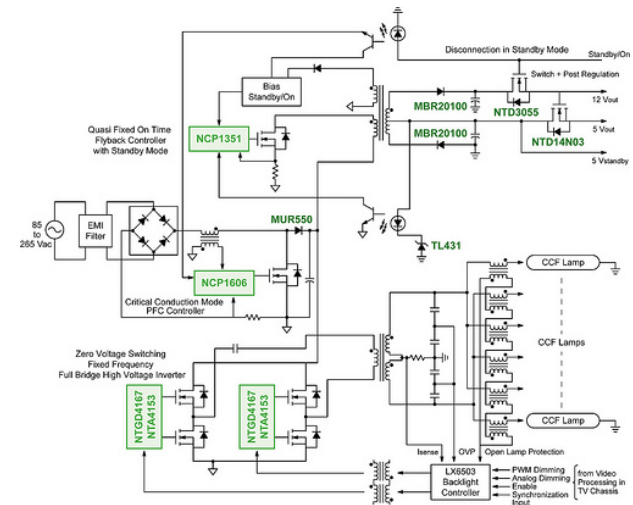 Disconnection in Standby Mode
Standby/On
Switch + Post Regulation
Bias
Standby/On
MBR20100
NTD3055
12 Vout
NCP1351
Quasi Fixed On Time
Flyback Controller
with Standby Mode
MBR20100
5 Vout
NTD14N03
5 Vstandby
MUR550
TL431
85
to
265 Vac
EMI
Filter
NCP1606
Critical Conduction Mode
PFC Controller
CCF Lamp
CCF Lamps
CCF Lamp
Zero Voltage Switching
Fixed Frequency
Full Bridge High Voltage Inverter
NTGD4167
NTA4153
NTGD4167
NTA4153
Isense
OVP
Open Lamp Protection
LX6503
Backlight
Controller
PWM Dimming
Analog Dimming
Enable
Synchronization
Input
from Video
Processing in
TV Chassis